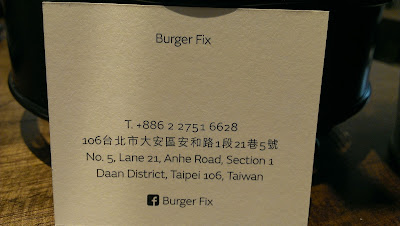 Burger Fix
T. +886 2 2751 6628
106台北市大安區安和路1段21巷5號
No. 5, Lane 21, Anhe Road, Section 1
Daan District, Taipei 106, Taiwan
Burger Fix